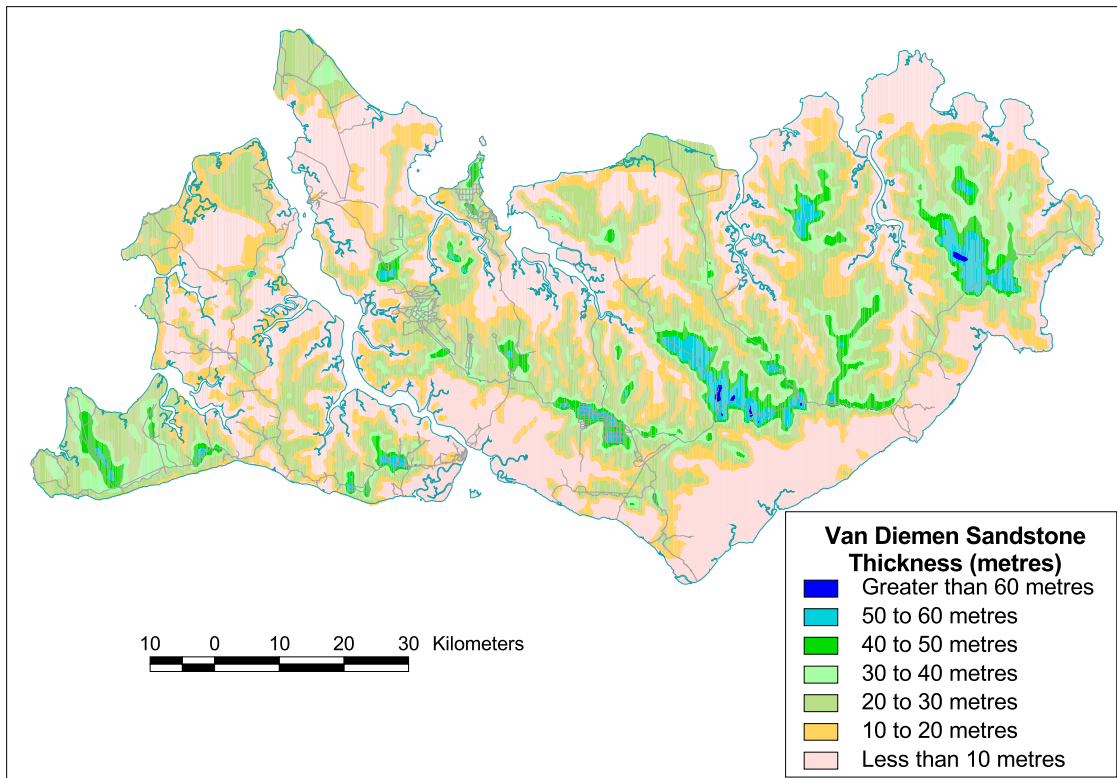 Van Diemen Sandstone
Thickness (metres)
Greater than 60 metres
50 to 60 metres
40 to 50 metres
30 to 40 metres
20 to 30 metres
10 to 20 metres
Less than 10 metres
10 0 10 20 30 Kilometers